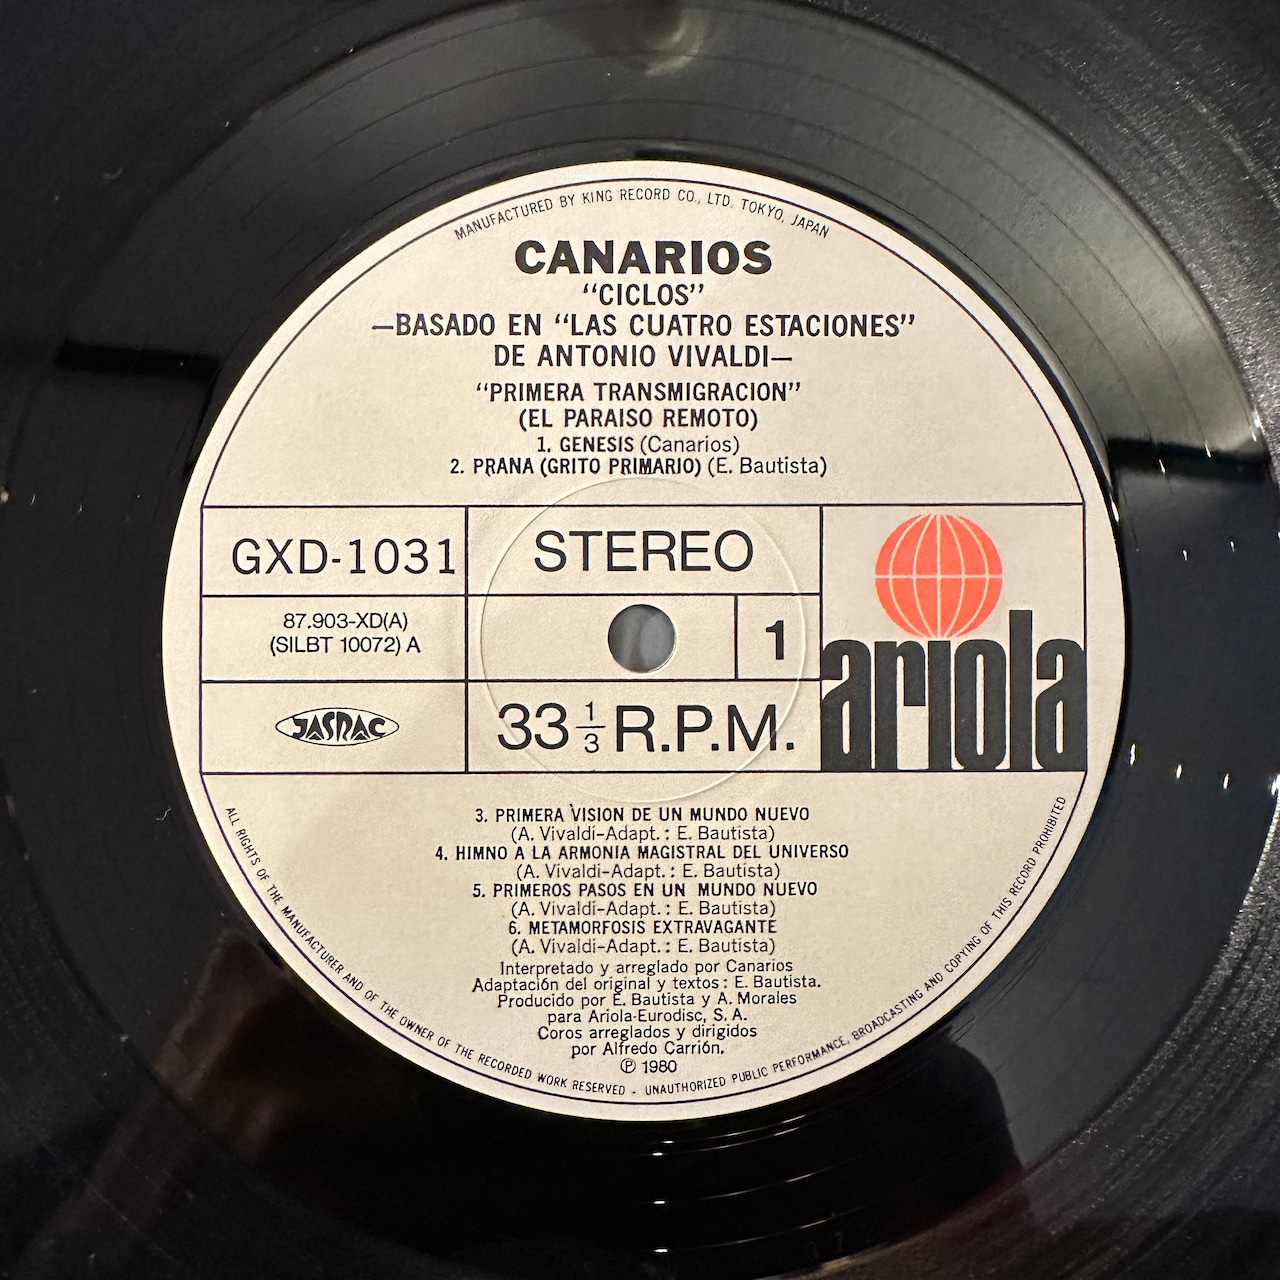 MANUFACTURED BY KING RECORD CO., LTD. TOKYO, JAPAN
CANARIOS
"CICLOS"
—BASADO EN "LAS CUATRO ESTACIONES"
DE ANTONIO VIVALDI—
"PRIMERA TRANSMIGRACION"
(EL PARAISO REMOTO)
1. GENESIS (Canarios)
2. PRANA (GRITO PRIMARIO) (E. Bautista)
GXD-1031
STEREO
87.903-XD(A)
(SILBT 10072) A
1
ariola
JASRAC
33 1/3 R.P.M.
3. PRIMERA VISION DE UN MUNDO NUEVO
(A. Vivaldi-Adapt.: E. Bautista)
4. HIMNO A LA ARMONIA MAGISTRAL DEL UNIVERSO
(A. Vivaldi-Adapt.: E. Bautista)
5. PRIMEROS PASOS EN UN MUNDO NUEVO
(A. Vivaldi-Adapt.: E. Bautista)
6. METAMORFOSIS EXTRAVAGANTE
(A. Vivaldi-Adapt.: E. Bautista)
Interpretado y arreglado por Canarios
Adaptación del original y textos: E. Bautista.
Producido por E. Bautista y A. Morales
para Ariola-Eurodisc, S. A.
Coros arreglados y dirigidos
por Alfredo Carrión.
Ⓟ 1980
ALL RIGHTS OF THE MANUFACTURER AND OF THE OWNER OF THE RECORDED WORK RESERVED - UNAUTHORIZED PUBLIC PERFORMANCE, BROADCASTING AND COPYING OF THIS RECORD PROHIBITED